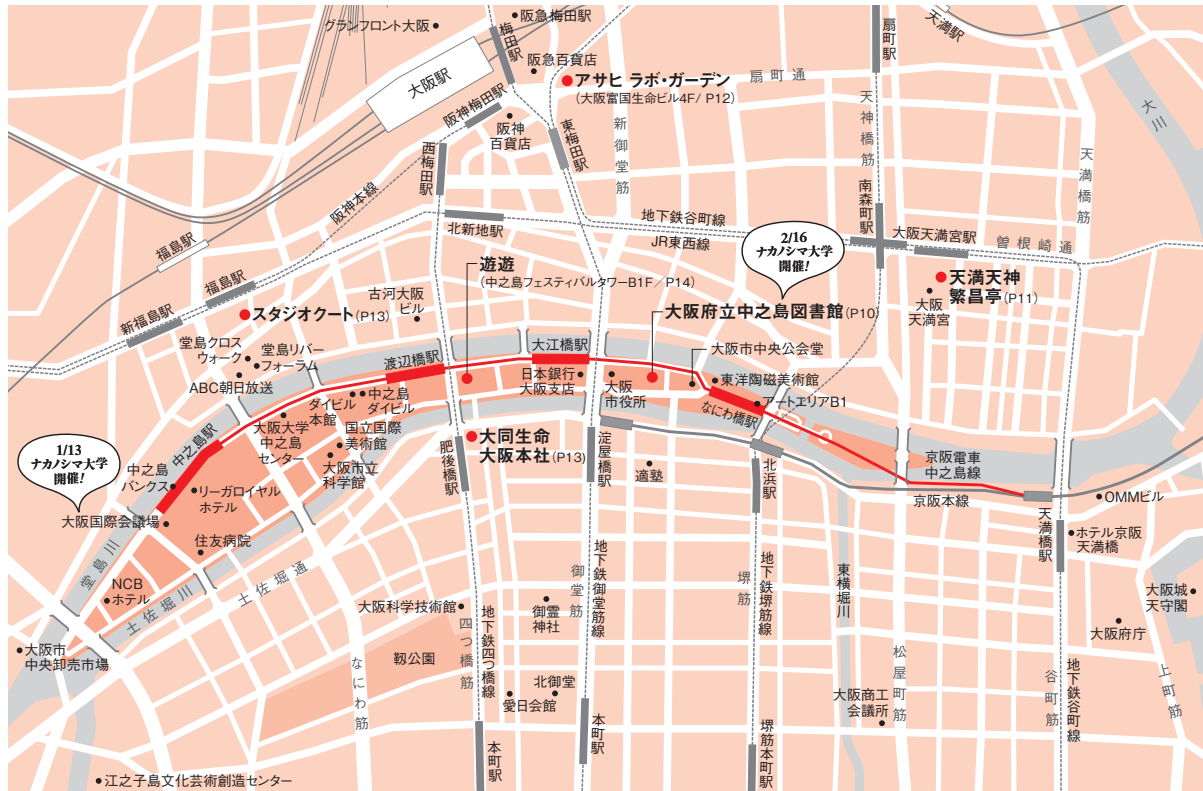 グランフロント大阪
阪急梅田駅
梅田駅
大阪駅
阪急百貨店
アサヒ ラボ・ガーデン
(大阪富国生命ビル4F/ P12)
扇町通
扇町駅
天満駅
大川
阪神梅田駅
阪神
百貨店
東梅田駅
新御堂筋
天神橋筋
天満橋筋
西梅田駅
阪神本線
北新地駅
地下鉄谷町線
JR東西線
南森町駅
大阪天満宮駅
曽根崎通
2/16
ナカノシマ大学
開催!
福島駅
福島駅
新福島駅
遊遊
(中之島フェスティバルタワーB1F/P14)
天満天神
繁昌亭(P11)
大阪
天満宮
古河大阪
ビル
スタジオクート(P13)
大阪府立中之島図書館(P10)
堂島クロス
ウォーク
堂島リバー
フォーラム
ABC朝日放送
渡辺橋駅
大江橋駅
大阪市中央公会堂
日本銀行
大阪支店
大阪
市役所
東洋陶磁美術館
なにわ橋駅
アートエリアB1
ダイビル
本館
中之島
ダイビル
大阪大学
中之島
センター
国立国際
美術館
大阪市立
科学館
大同生命
大阪本社(P13)
肥後橋駅
淀屋橋駅
適塾
北浜駅
京阪電車
中之島線
京阪本線
天満橋駅
OMMビル
ホテル京阪
天満橋
1/13
ナカノシマ大学
開催!
中之島駅
中之島
バンクス
リーガロイヤル
ホテル
大阪国際会議場
住友病院
堂島川
NCB
ホテル
土佐堀川
土佐堀通
大阪市
中央卸売市場
大阪科学技術館
四つ橋筋
地下鉄四つ橋線
御霊
神社
御堂筋
地下鉄御堂筋線
堺筋
地下鉄堺筋線
東横堀川
大阪城
天守閣
大阪府庁
靱公園
なにわ筋
北御堂
愛日会館
松屋町筋
大阪商工
会議所
谷町筋
地下鉄谷町線
上町筋
本町駅
本町駅
堺筋本町駅
江之子島文化芸術創造センター